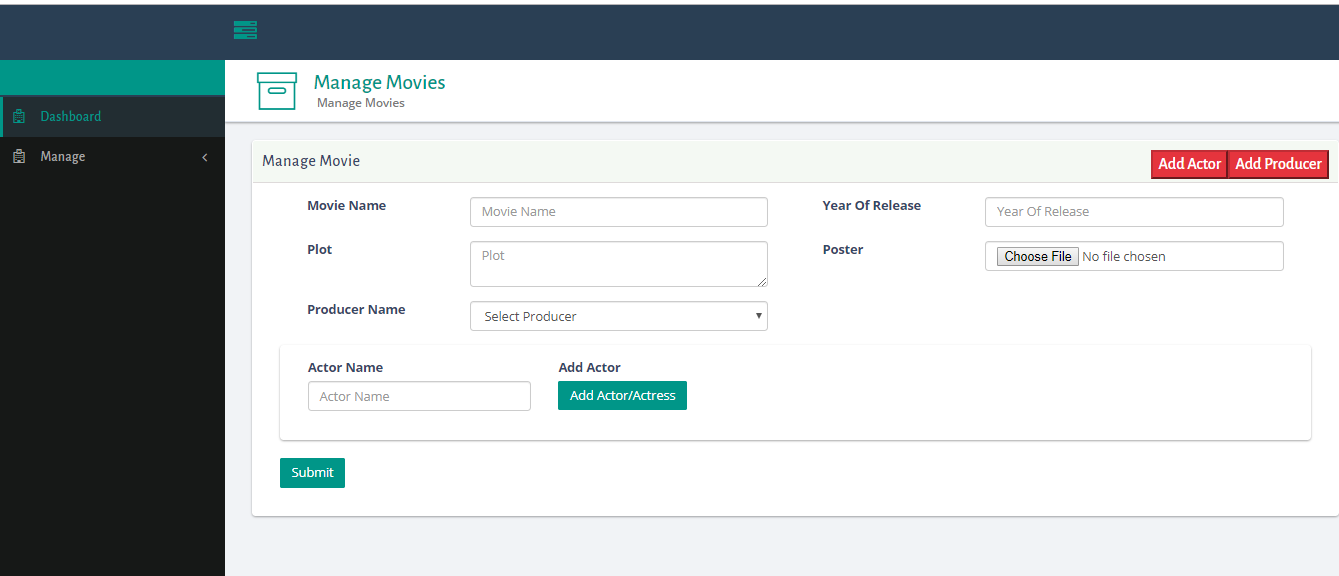 Manage Movies
Manage Movies
Dashboard
Manage
Manage Movie
Add Actor Add Producer
Movie Name Movie Name Year Of Release Year Of Release
Plot Plot Poster Choose File No file chosen
Producer Name Select Producer
Actor Name Add Actor
Actor Name Add Actor/Actress
Submit